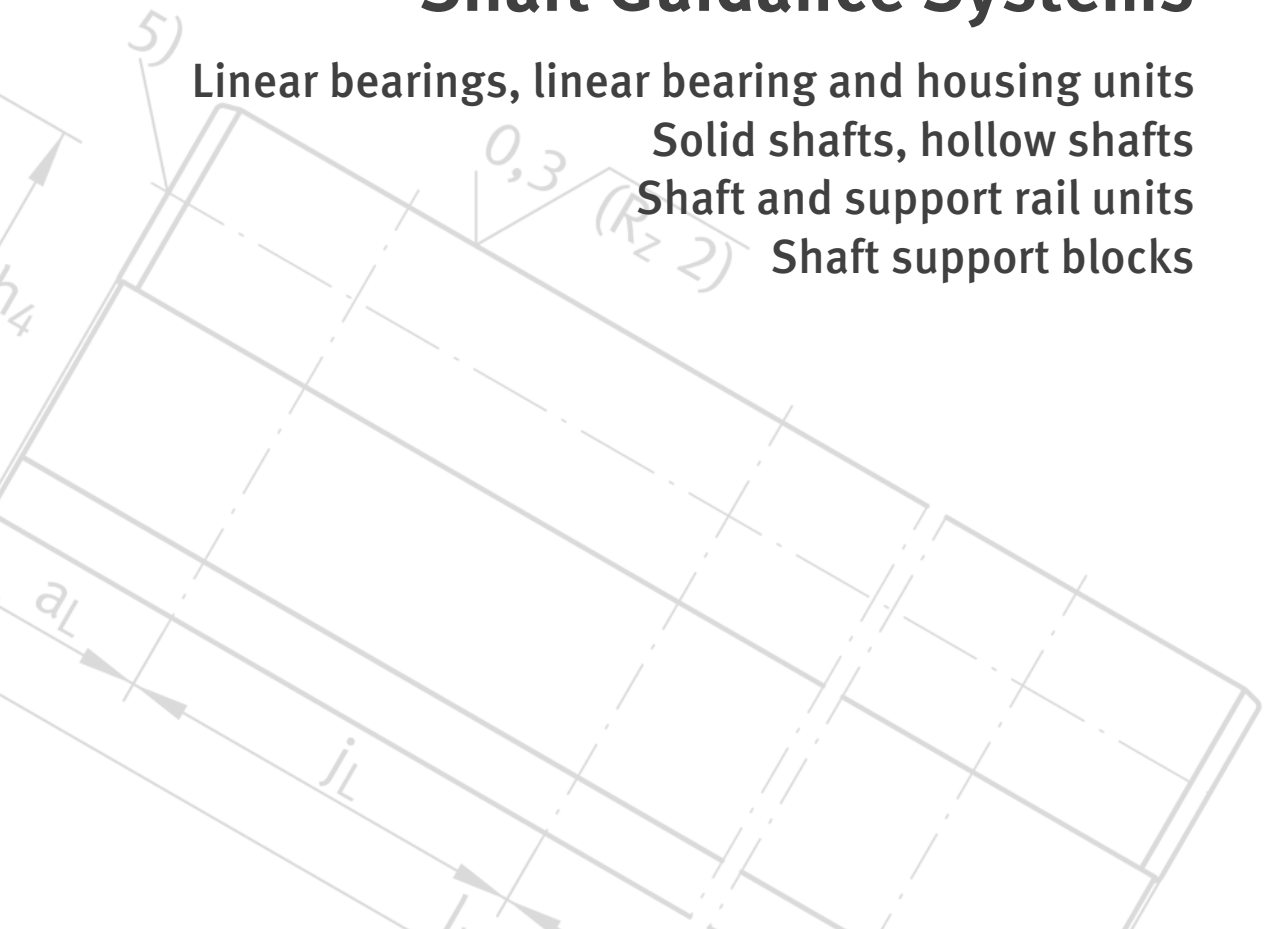 Shaft Guidance Systems
Linear bearings, linear bearing and housing units
Solid shafts, hollow shafts
Shaft and support rail units
Shaft support blocks
5)
0,3 (Rz 2)
h4
aL
jL